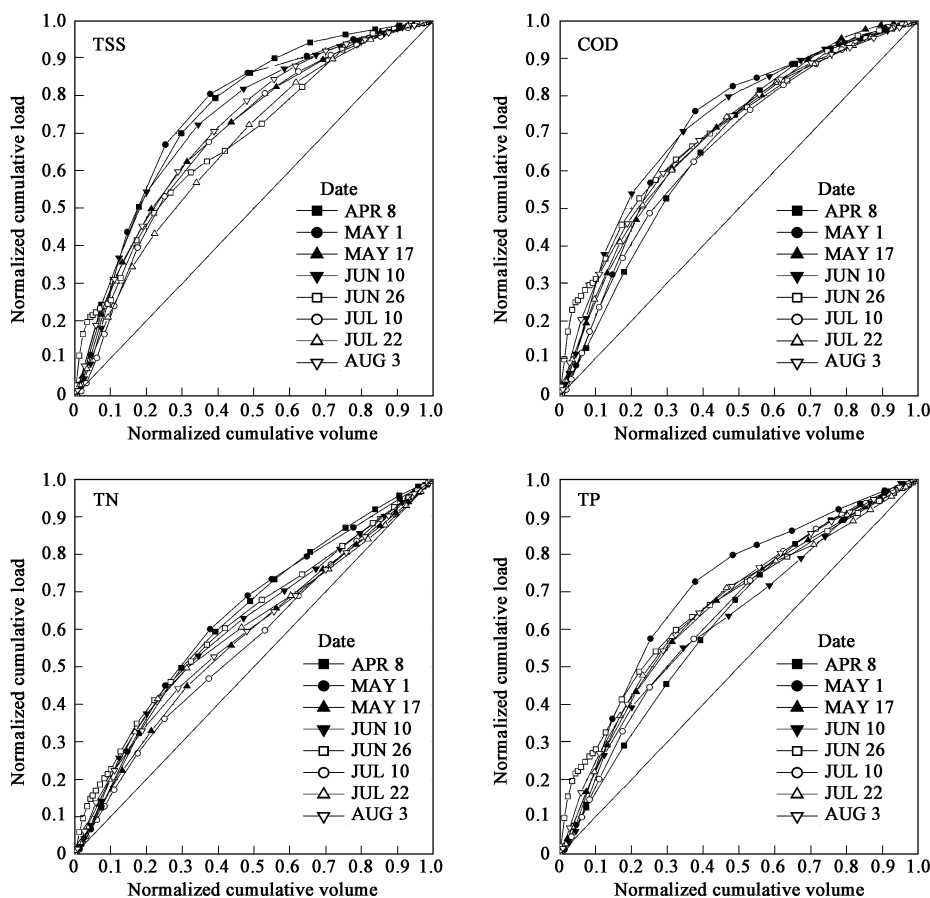 TSS
Normalized cumulative load
1.0
0.9
0.8
0.7
0.6
0.5
0.4
0.3
0.2
0.1
0
Date
APR 8
MAY 1
MAY 17
JUN 10
JUN 26
JUL 10
JUL 22
AUG 3
0 0.1 0.2 0.3 0.4 0.5 0.6 0.7 0.8 0.9 1.0
Normalized cumulative volume
COD
Normalized cumulative load
1.0
0.9
0.8
0.7
0.6
0.5
0.4
0.3
0.2
0.1
0
Date
APR 8
MAY 1
MAY 17
JUN 10
JUN 26
JUL 10
JUL 22
AUG 3
0 0.1 0.2 0.3 0.4 0.5 0.6 0.7 0.8 0.9 1.0
Normalized cumulative volume
TN
Normalized cumulative load
1.0
0.9
0.8
0.7
0.6
0.5
0.4
0.3
0.2
0.1
0
Date
APR 8
MAY 1
MAY 17
JUN 10
JUN 26
JUL 10
JUL 22
AUG 3
0 0.1 0.2 0.3 0.4 0.5 0.6 0.7 0.8 0.9 1.0
Normalized cumulative volume
TP
Normalized cumulative load
1.0
0.9
0.8
0.7
0.6
0.5
0.4
0.3
0.2
0.1
0
Date
APR 8
MAY 1
MAY 17
JUN 10
JUN 26
JUL 10
JUL 22
AUG 3
0 0.1 0.2 0.3 0.4 0.5 0.6 0.7 0.8 0.9 1.0
Normalized cumulative volume